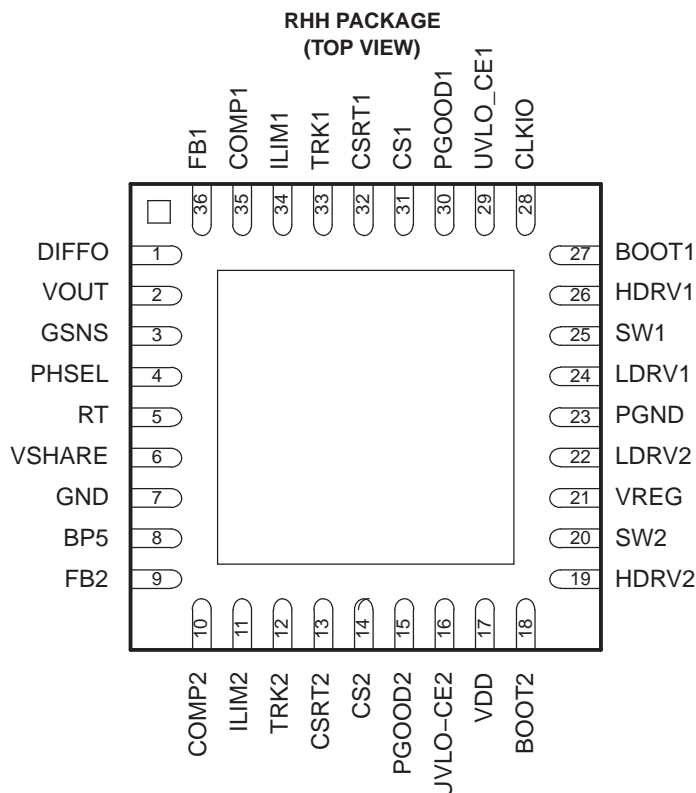 RHH PACKAGE
(TOP VIEW)
FB1
COMP1
ILIM1
TRK1
CSRT1
CS1
PGOOD1
UVLO_CE1
CLKIO
36
35
34
33
32
31
30
29
28
DIFFO 1
VOUT 2
GSNS 3
PHSEL 4
RT 5
VSHARE 6
GND 7
BP5 8
FB2 9
27 BOOT1
26 HDRV1
25 SW1
24 LDRV1
23 PGND
22 LDRV2
21 VREG
20 SW2
19 HDRV2
10
11
12
13
14
15
16
17
18
COMP2
ILIM2
TRK2
CSRT2
CS2
PGOOD2
UVLO−CE2
VDD
BOOT2